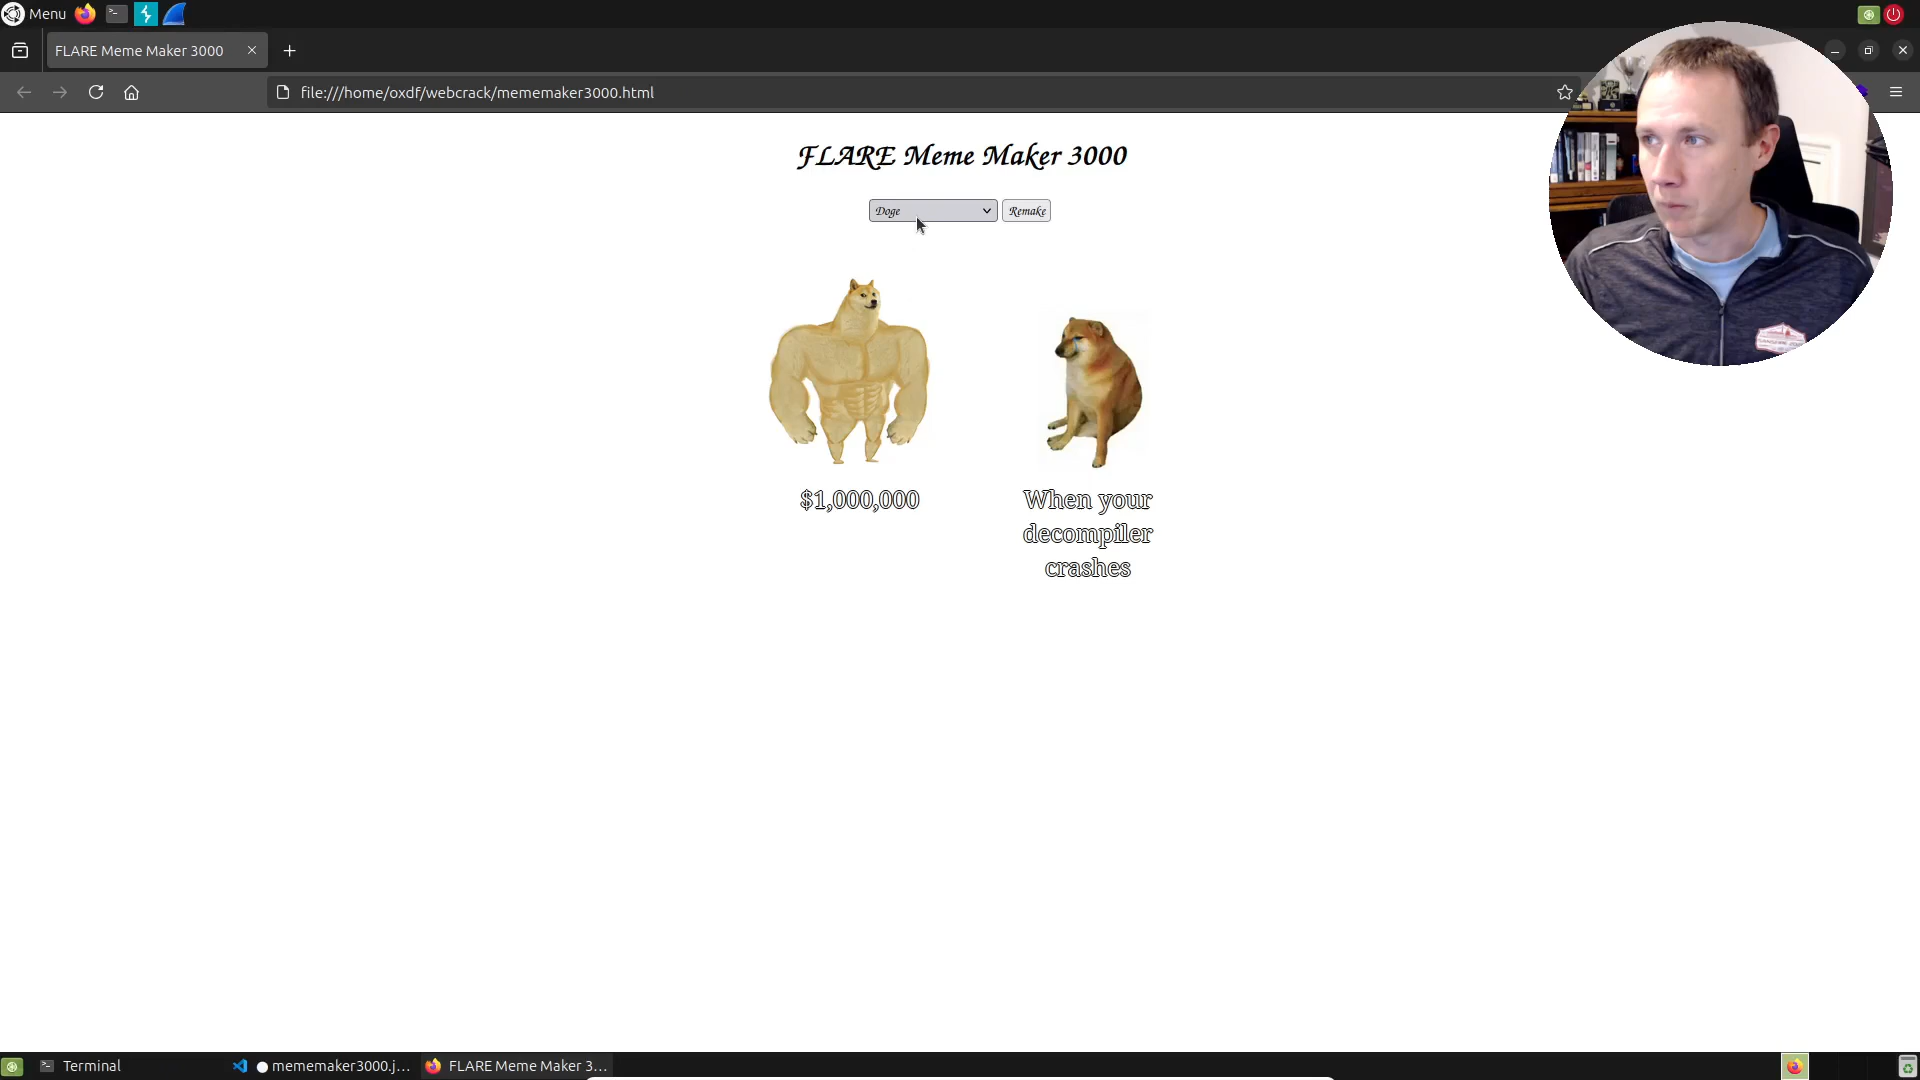 Menu
FLARE Meme Maker 3000
file:///home/oxdf/webcrack/mememaker3000.html
FLARE Meme Maker 3000
Doge
Remake
$1,000,000
When your
decompiler
crashes
Terminal
mememaker3000.j...
FLARE Meme Maker 3...